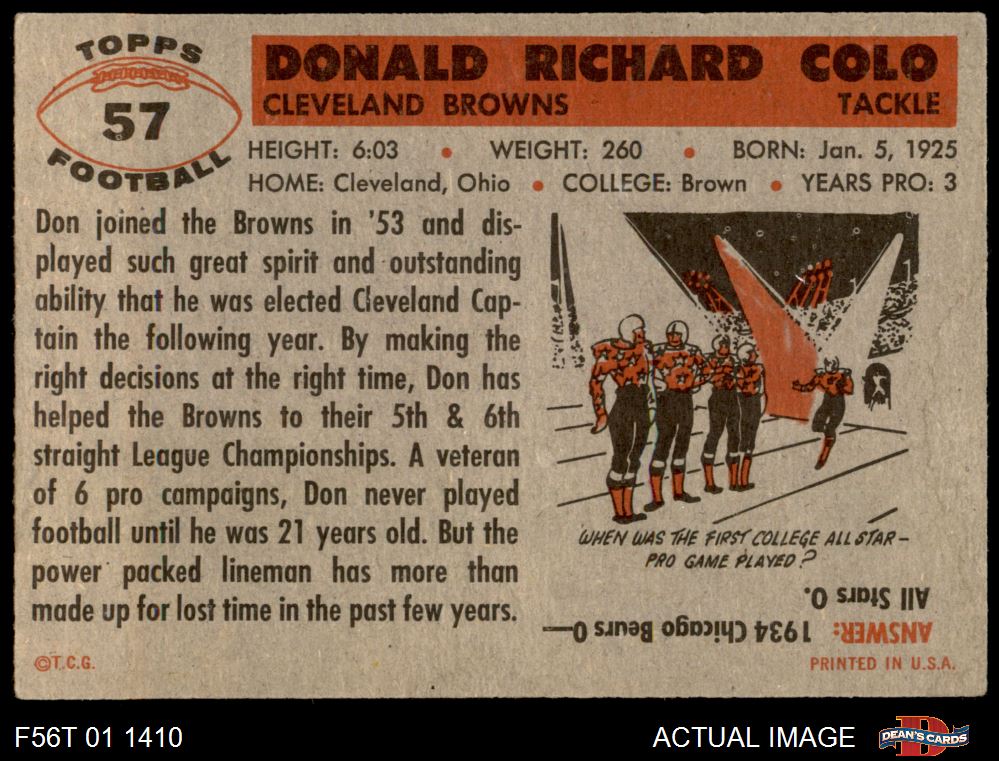 TOPPS
57
FOOTBALL
DONALD RICHARD COLO
CLEVELAND BROWNS TACKLE
HEIGHT: 6:03 • WEIGHT: 260 • BORN: Jan. 5, 1925
HOME: Cleveland, Ohio • COLLEGE: Brown • YEARS PRO: 3
Don joined the Browns in '53 and dis-
played such great spirit and outstanding
ability that he was elected Cleveland Cap-
tain the following year. By making the
right decisions at the right time, Don has
helped the Browns to their 5th & 6th
straight League Championships. A veteran
of 6 pro campaigns, Don never played
football until he was 21 years old. But the
power packed lineman has more than
made up for lost time in the past few years.
WHEN WAS THE FIRST COLLEGE ALL STAR-
PRO GAME PLAYED?
ANSWER: 1934 Chicago Bears 0—
All Stars 0.
©T.C.G.
PRINTED IN U.S.A.
F56T 01 1410
ACTUAL IMAGE
D
DEAN'S CARDS